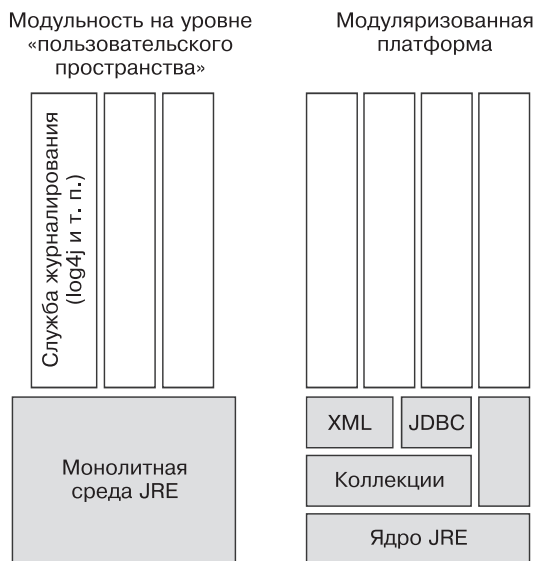 Модульность на уровне
«пользовательского
пространства»
Модуляризованная
платформа
Служба журналирования
(log4j и т. п.)
Монолитная
среда JRE
XML
JDBC
Коллекции
Ядро JRE